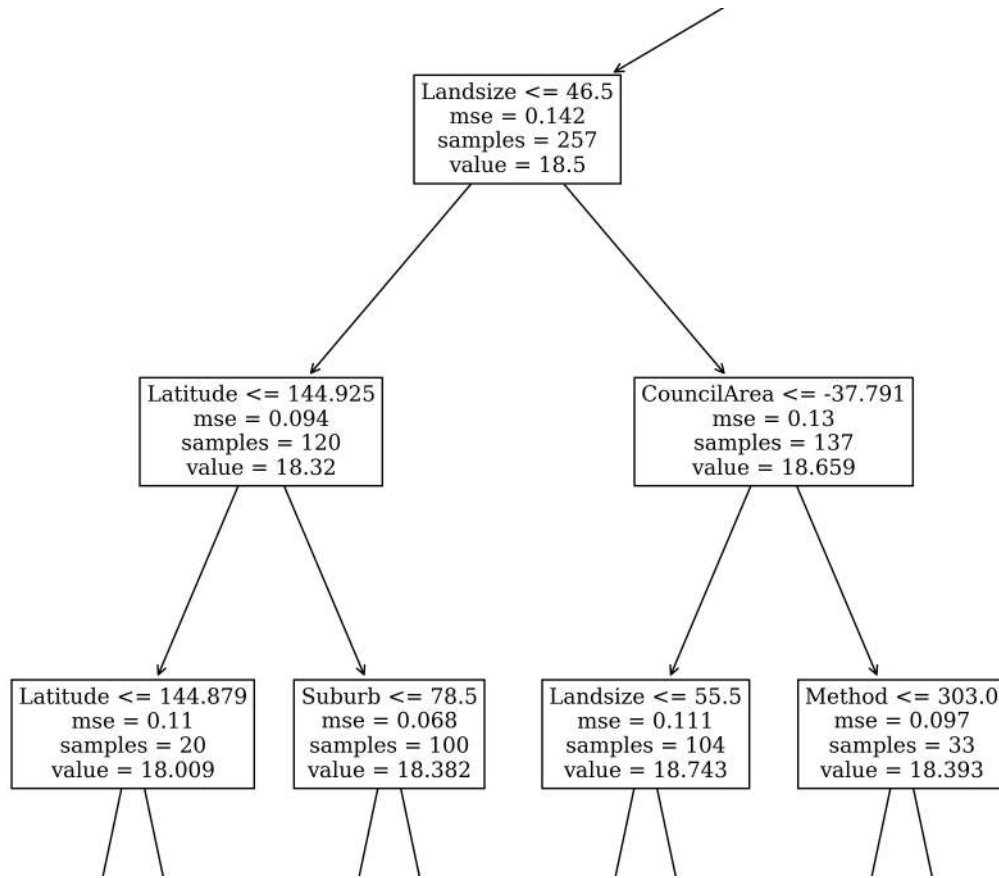 Landsize <= 46.5
mse = 0.142
samples = 257
value = 18.5
Latitude <= 144.925
mse = 0.094
samples = 120
value = 18.32
CouncilArea <= -37.791
mse = 0.13
samples = 137
value = 18.659
Latitude <= 144.879
mse = 0.11
samples = 20
value = 18.009
Suburb <= 78.5
mse = 0.068
samples = 100
value = 18.382
Landsize <= 55.5
mse = 0.111
samples = 104
value = 18.743
Method <= 303.0
mse = 0.097
samples = 33
value = 18.393